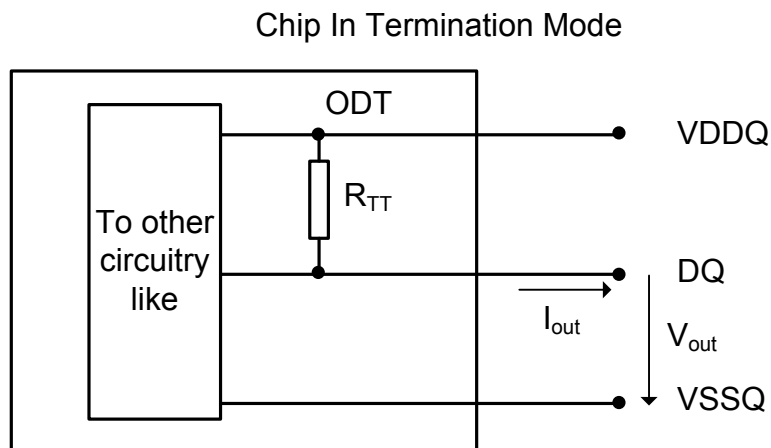 Chip In Termination Mode
ODT
VDDQ
R_TT
To other
circuitry
like
DQ
I_out
V_out
VSSQ